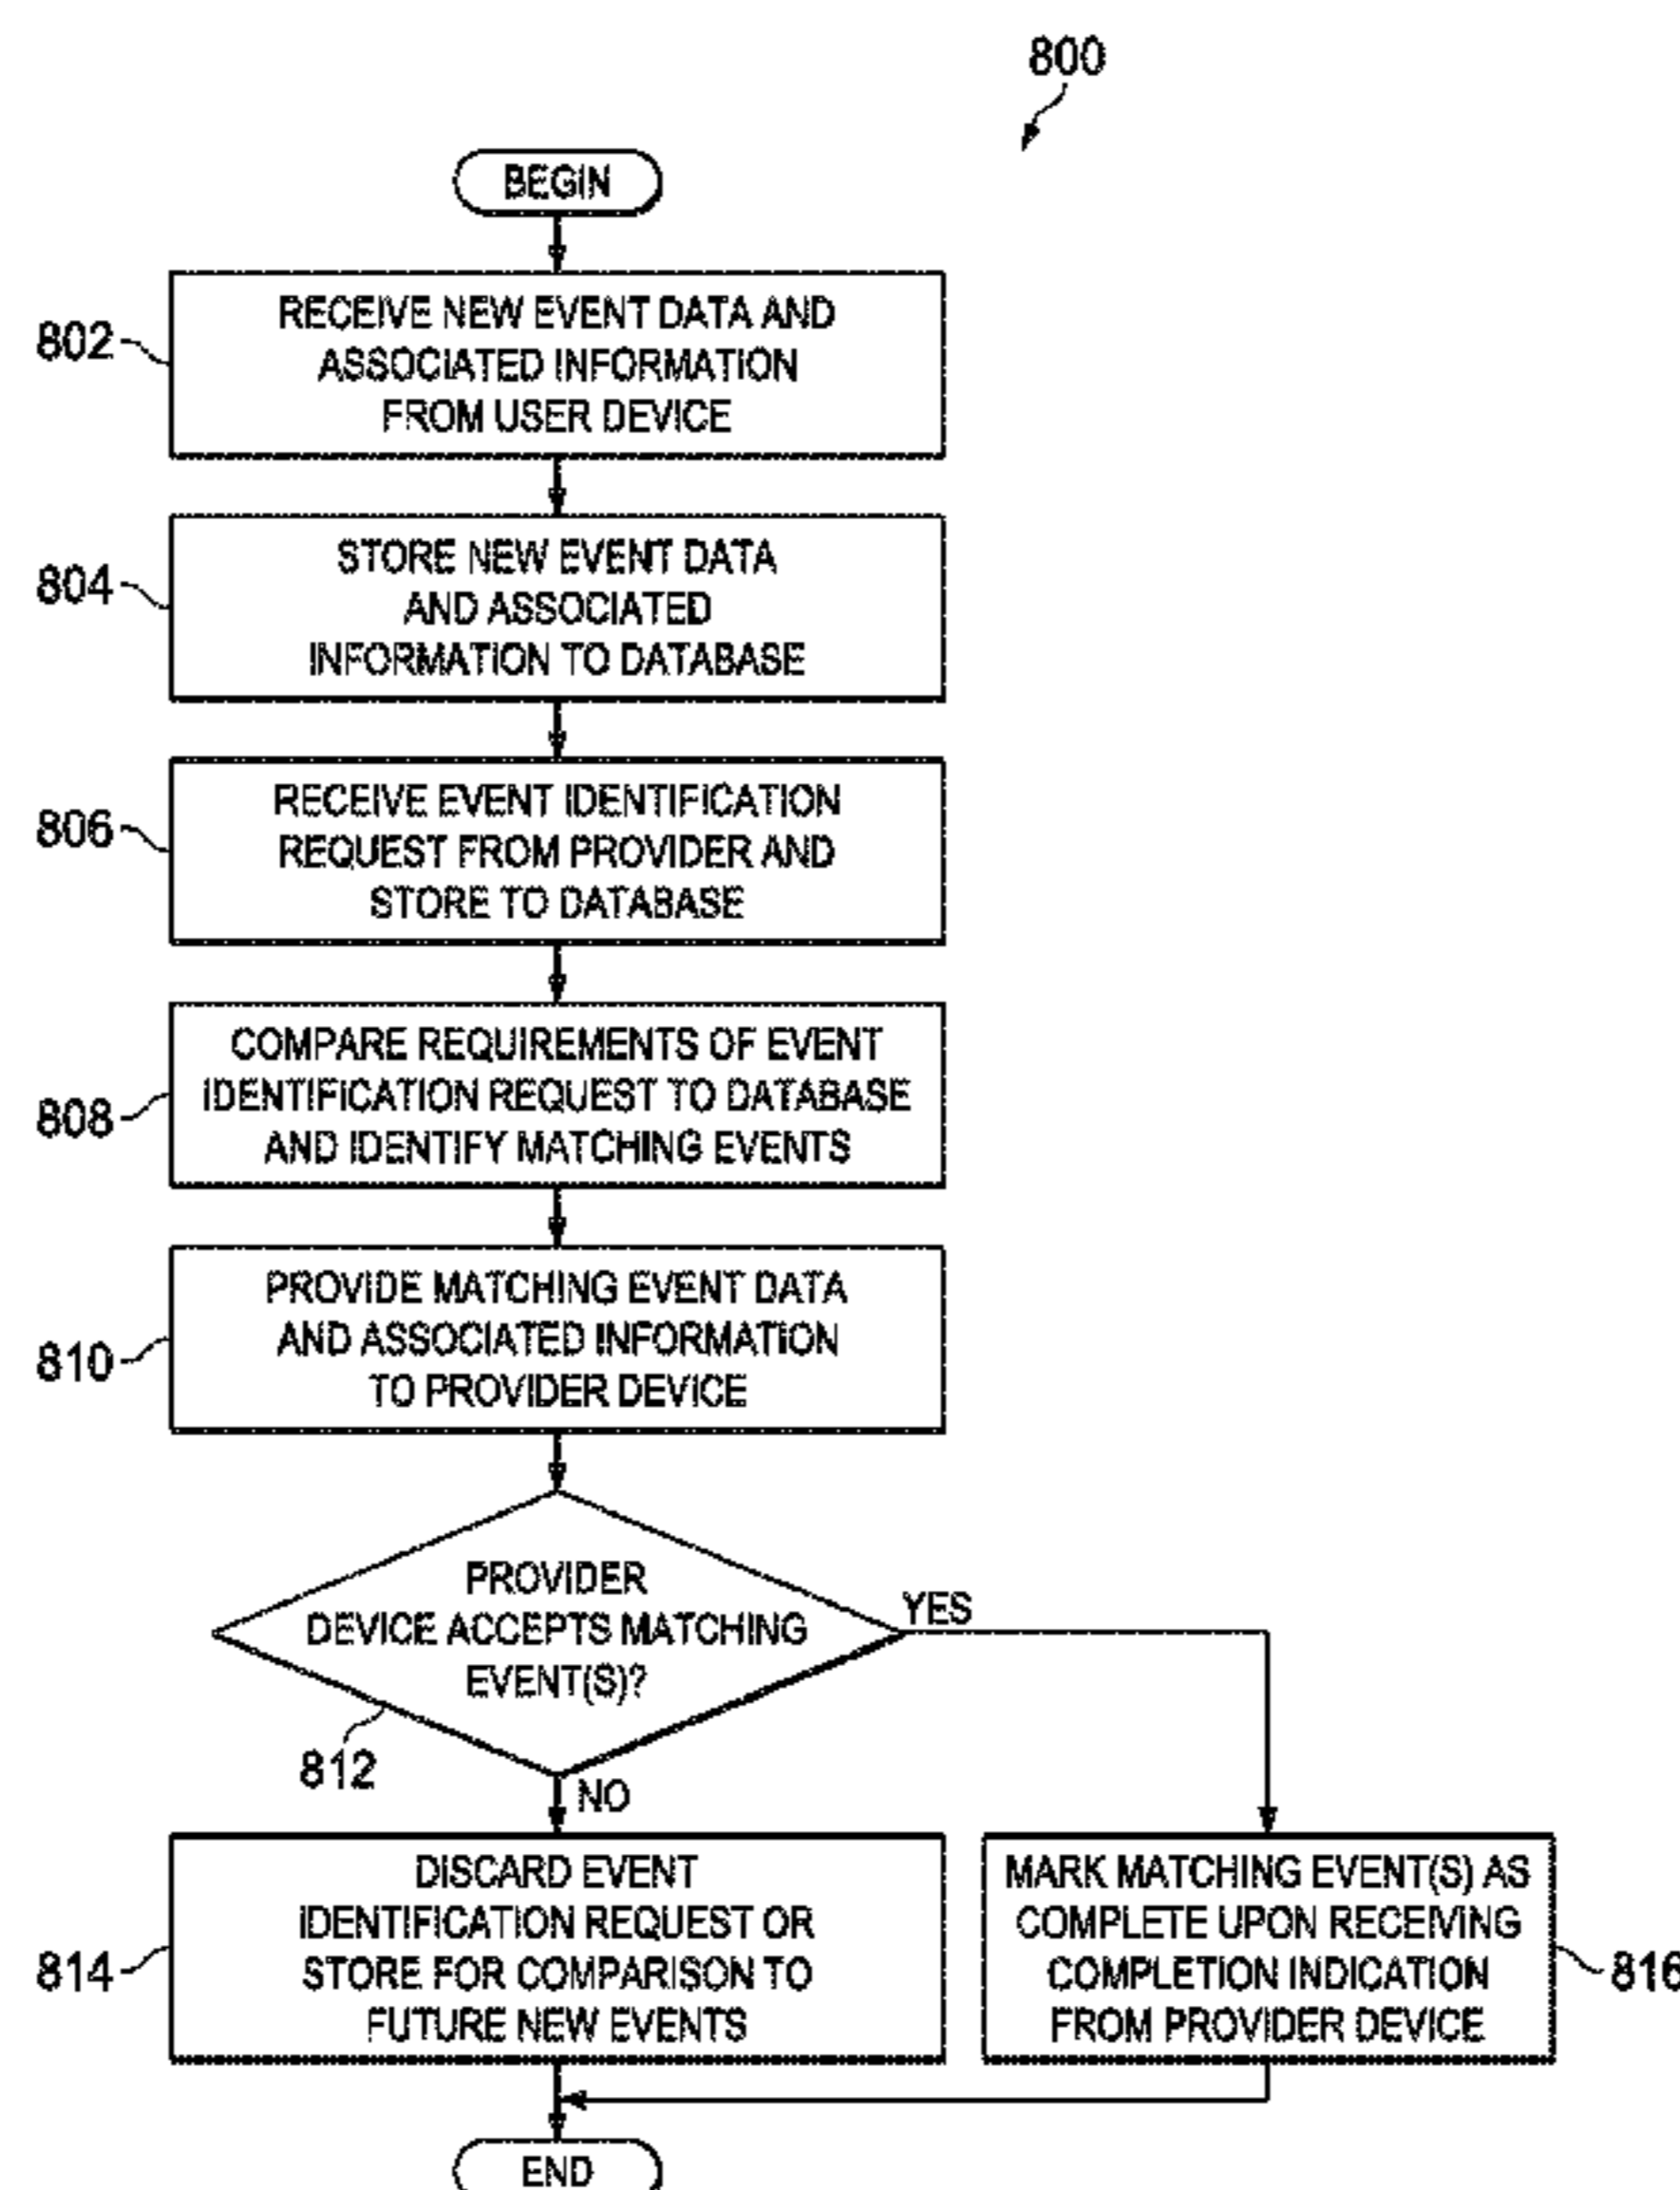 800
BEGIN
802
RECEIVE NEW EVENT DATA AND
ASSOCIATED INFORMATION
FROM USER DEVICE
804
STORE NEW EVENT DATA
AND ASSOCIATED
INFORMATION TO DATABASE
806
RECEIVE EVENT IDENTIFICATION
REQUEST FROM PROVIDER AND
STORE TO DATABASE
808
COMPARE REQUIREMENTS OF EVENT
IDENTIFICATION REQUEST TO DATABASE
AND IDENTIFY MATCHING EVENTS
810
PROVIDE MATCHING EVENT DATA
AND ASSOCIATED INFORMATION
TO PROVIDER DEVICE
PROVIDER
DEVICE ACCEPTS MATCHING
EVENT(S)?
YES
812
NO
814
DISCARD EVENT
IDENTIFICATION REQUEST OR
STORE FOR COMPARISON TO
FUTURE NEW EVENTS
MARK MATCHING EVENT(S) AS
COMPLETE UPON RECEIVING
COMPLETION INDICATION
FROM PROVIDER DEVICE
816
END